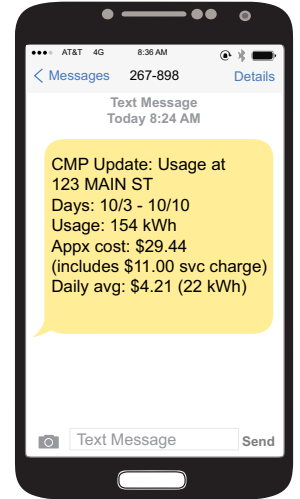 AT&T 4G 8:36 AM
Messages 267-898 Details
Text Message
Today 8:24 AM
CMP Update: Usage at
123 MAIN ST
Days: 10/3 - 10/10
Usage: 154 kWh
Appx cost: $29.44
(includes $11.00 svc charge)
Daily avg: $4.21 (22 kWh)
Text Message Send